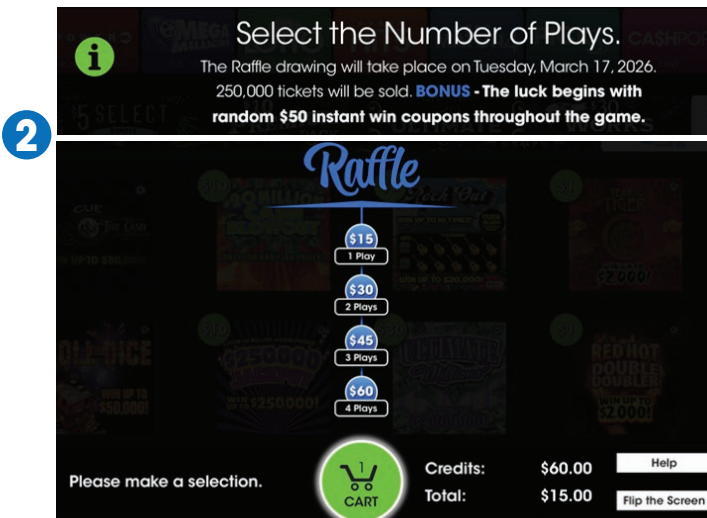 2
i
Select the Number of Plays.
The Raffle drawing will take place on Tuesday, March 17, 2026.
250,000 tickets will be sold. BONUS - The luck begins with
random $50 instant win coupons throughout the game.
Raffle
$15
1 Play
$30
2 Plays
$45
3 Plays
$60
4 Plays
Please make a selection.
1
CART
Credits: $60.00
Total: $15.00
Help
Flip the Screen